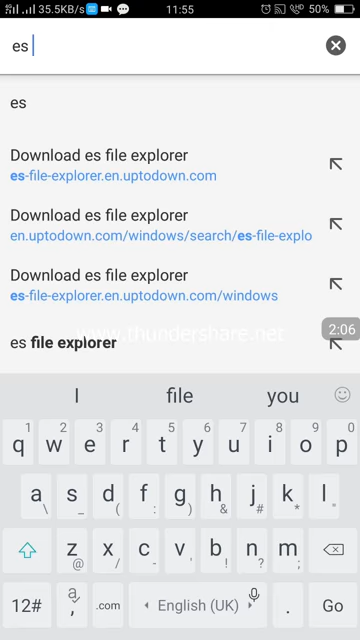 35.5KB/s 11:55 50%
es
es
Download es file explorer
es-file-explorer.en.uptodown.com
Download es file explorer
en.uptodown.com/windows/search/es-file-explo
Download es file explorer
es-file-explorer.en.uptodown.com/windows
www.thundershare.net
2:06
es file explorer
I file you
1 2 3 4 5 6 7 8 9 0
q w e r t y u i o p
a s d f g h j k l
\ _ ( : ) & # * "
z x c v b n m
@ / - ' ! ? ;
12# , .com English (UK) . Go